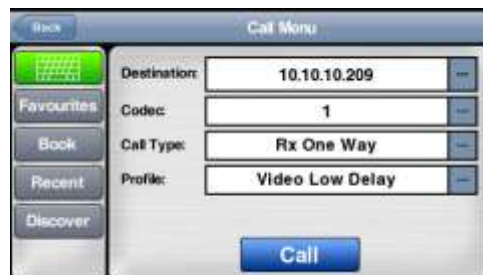 Back
Call Menu
Favourites
Book
Recent
Discover
Destination: 10.10.10.209
Codec: 1
Call Type: Rx One Way
Profile: Video Low Delay
Call